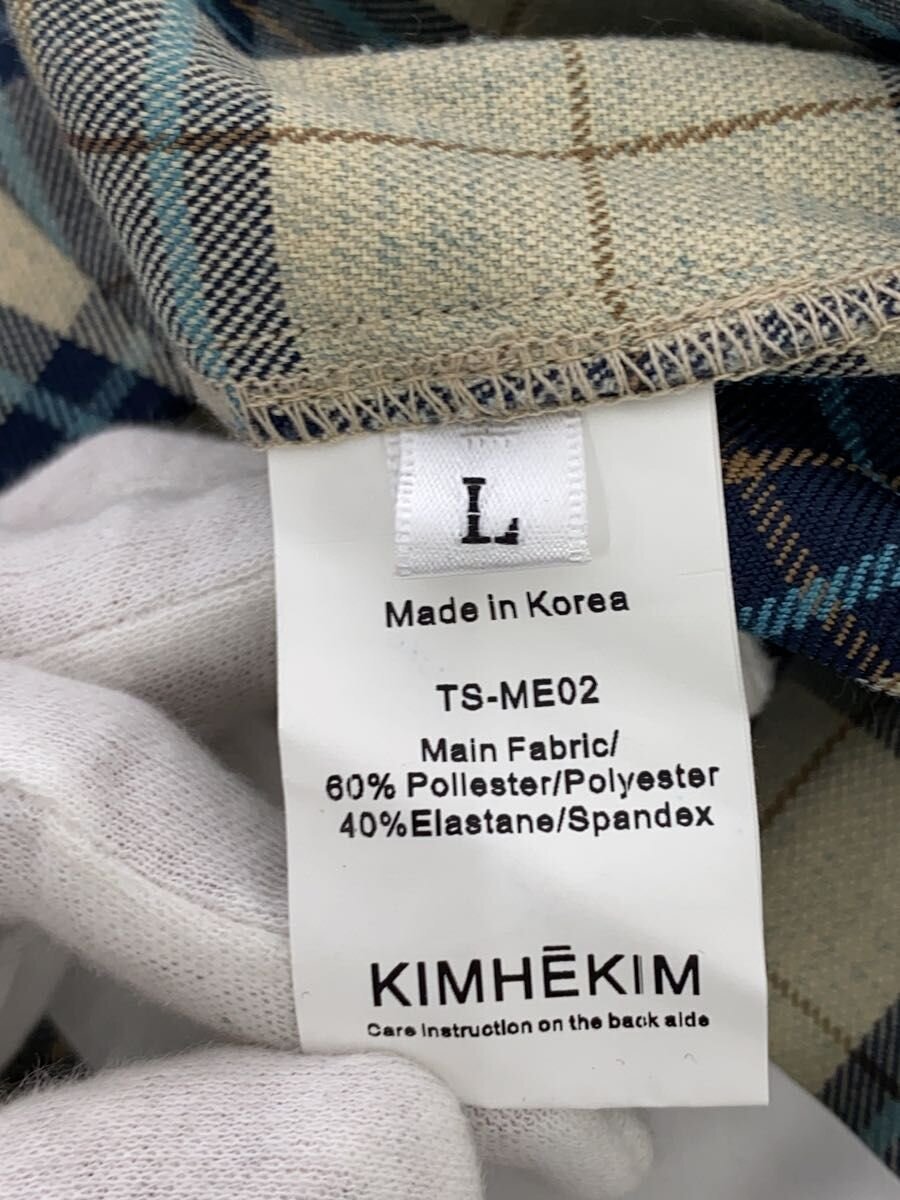 L
Made in Korea
TS-ME02
Main Fabric/
60% Pollester/Polyester
40%Elastane/Spandex
KIMHĒKIM
Care Instruction on the back aide